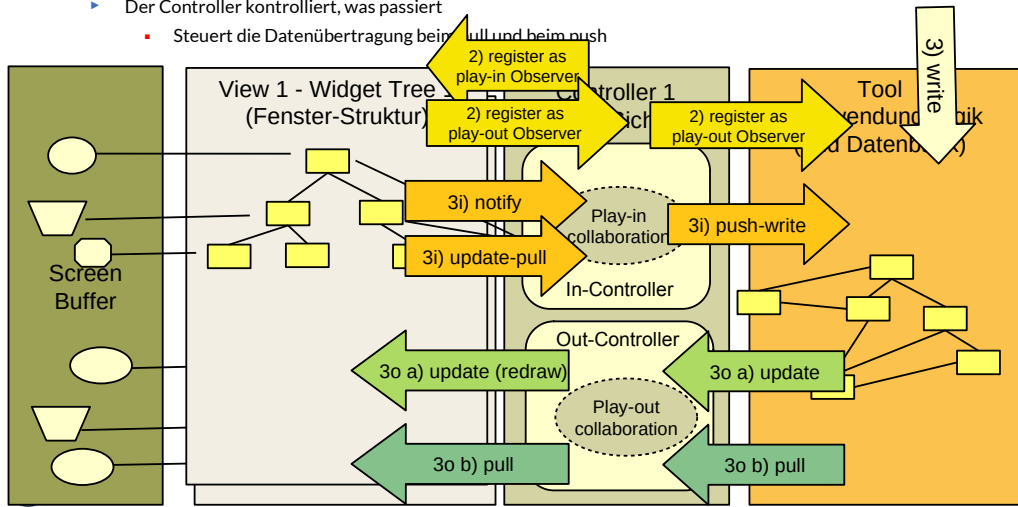 Der Controller kontrolliert, was passiert
Steuert die Datenübertragung beim pull und beim push
2) register as
play-in Observer
3) write
View 1 - Widget Tree
(Fenster-Struktur)
Controller 1
2) register as
play-out Observer
2) register as
play-out Observer
Tool
3i) notify
Play-in
collaboration
3i) push-write
3i) update-pull
In-Controller
Screen
Buffer
Out-Controller
3o a) update (redraw)
3o a) update
Play-out
collaboration
3o b) pull
3o b) pull